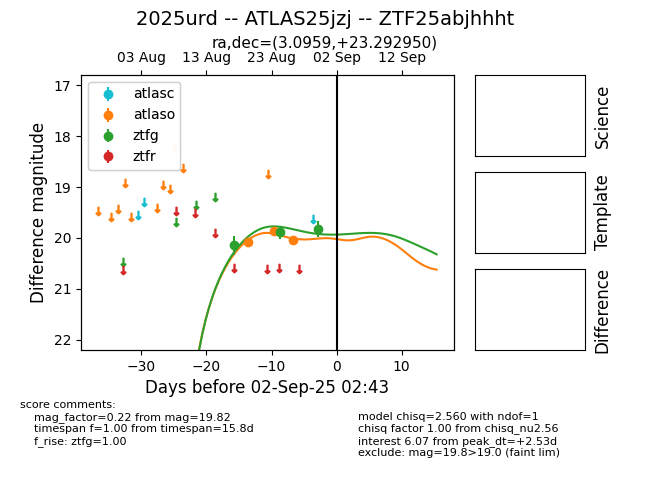 2025urd -- ATLAS25jzj -- ZTF25abjhhht
ra,dec=(3.0959,+23.292950)
03 Aug 13 Aug 23 Aug 02 Sep 12 Sep
atlasc
atlaso
ztfg
ztfr
17
18
19
20
21
22
Difference magnitude
−30 −20 −10 0 10
Days before 02-Sep-25 02:43
Science
Template
Difference
score comments:
mag_factor=0.22 from mag=19.82
timespan f=1.00 from timespan=15.8d
f_rise: ztfg=1.00
model chisq=2.560 with ndof=1
chisq factor 1.00 from chisq_nu2.56
interest 6.07 from peak_dt=+2.53d
exclude: mag=19.8>19.0 (faint lim)